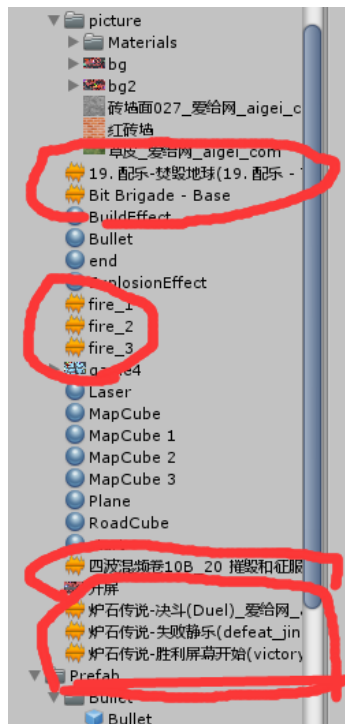 picture
Materials
bg
bg2
砖墙面027_爱给网_aigei_c
红砖墙
草皮_爱给网_aigei_com
19. 配乐-焚毁地球(19. 配乐 -
Bit Brigade - Base
BuildEffect
Bullet
end
ExplosionEffect
fire_1
fire_2
fire_3
game4
Laser
MapCube
MapCube 1
MapCube 2
MapCube 3
Plane
RoadCube
四波混频卷10B_20 摧毁和征服
开屏
炉石传说-决斗(Duel)_爱给网_
炉石传说-失败静乐(defeat_jin
炉石传说-胜利屏幕开始(victory
Prefab
Bullet
Bullet